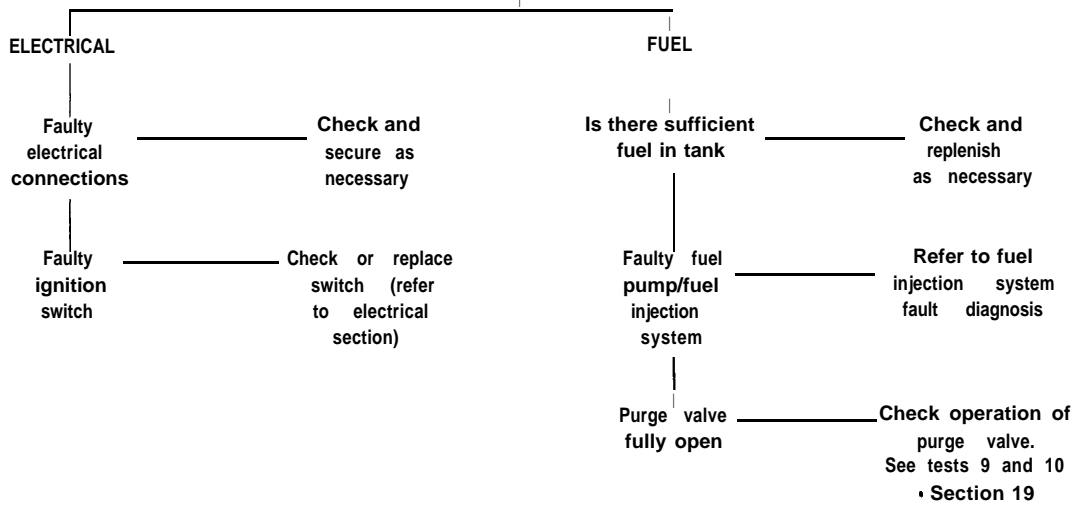 ELECTRICAL
Faulty
electrical
connections
Check and
secure as
necessary
Faulty
ignition
switch
Check or replace
switch (refer
to electrical
section)
FUEL
Is there sufficient
fuel in tank
Check and
replenish
as necessary
Faulty fuel
pump/fuel
injection
system
Refer to fuel
injection system
fault diagnosis
Purge valve
fully open
Check operation of
purge valve.
See tests 9 and 10
• Section 19